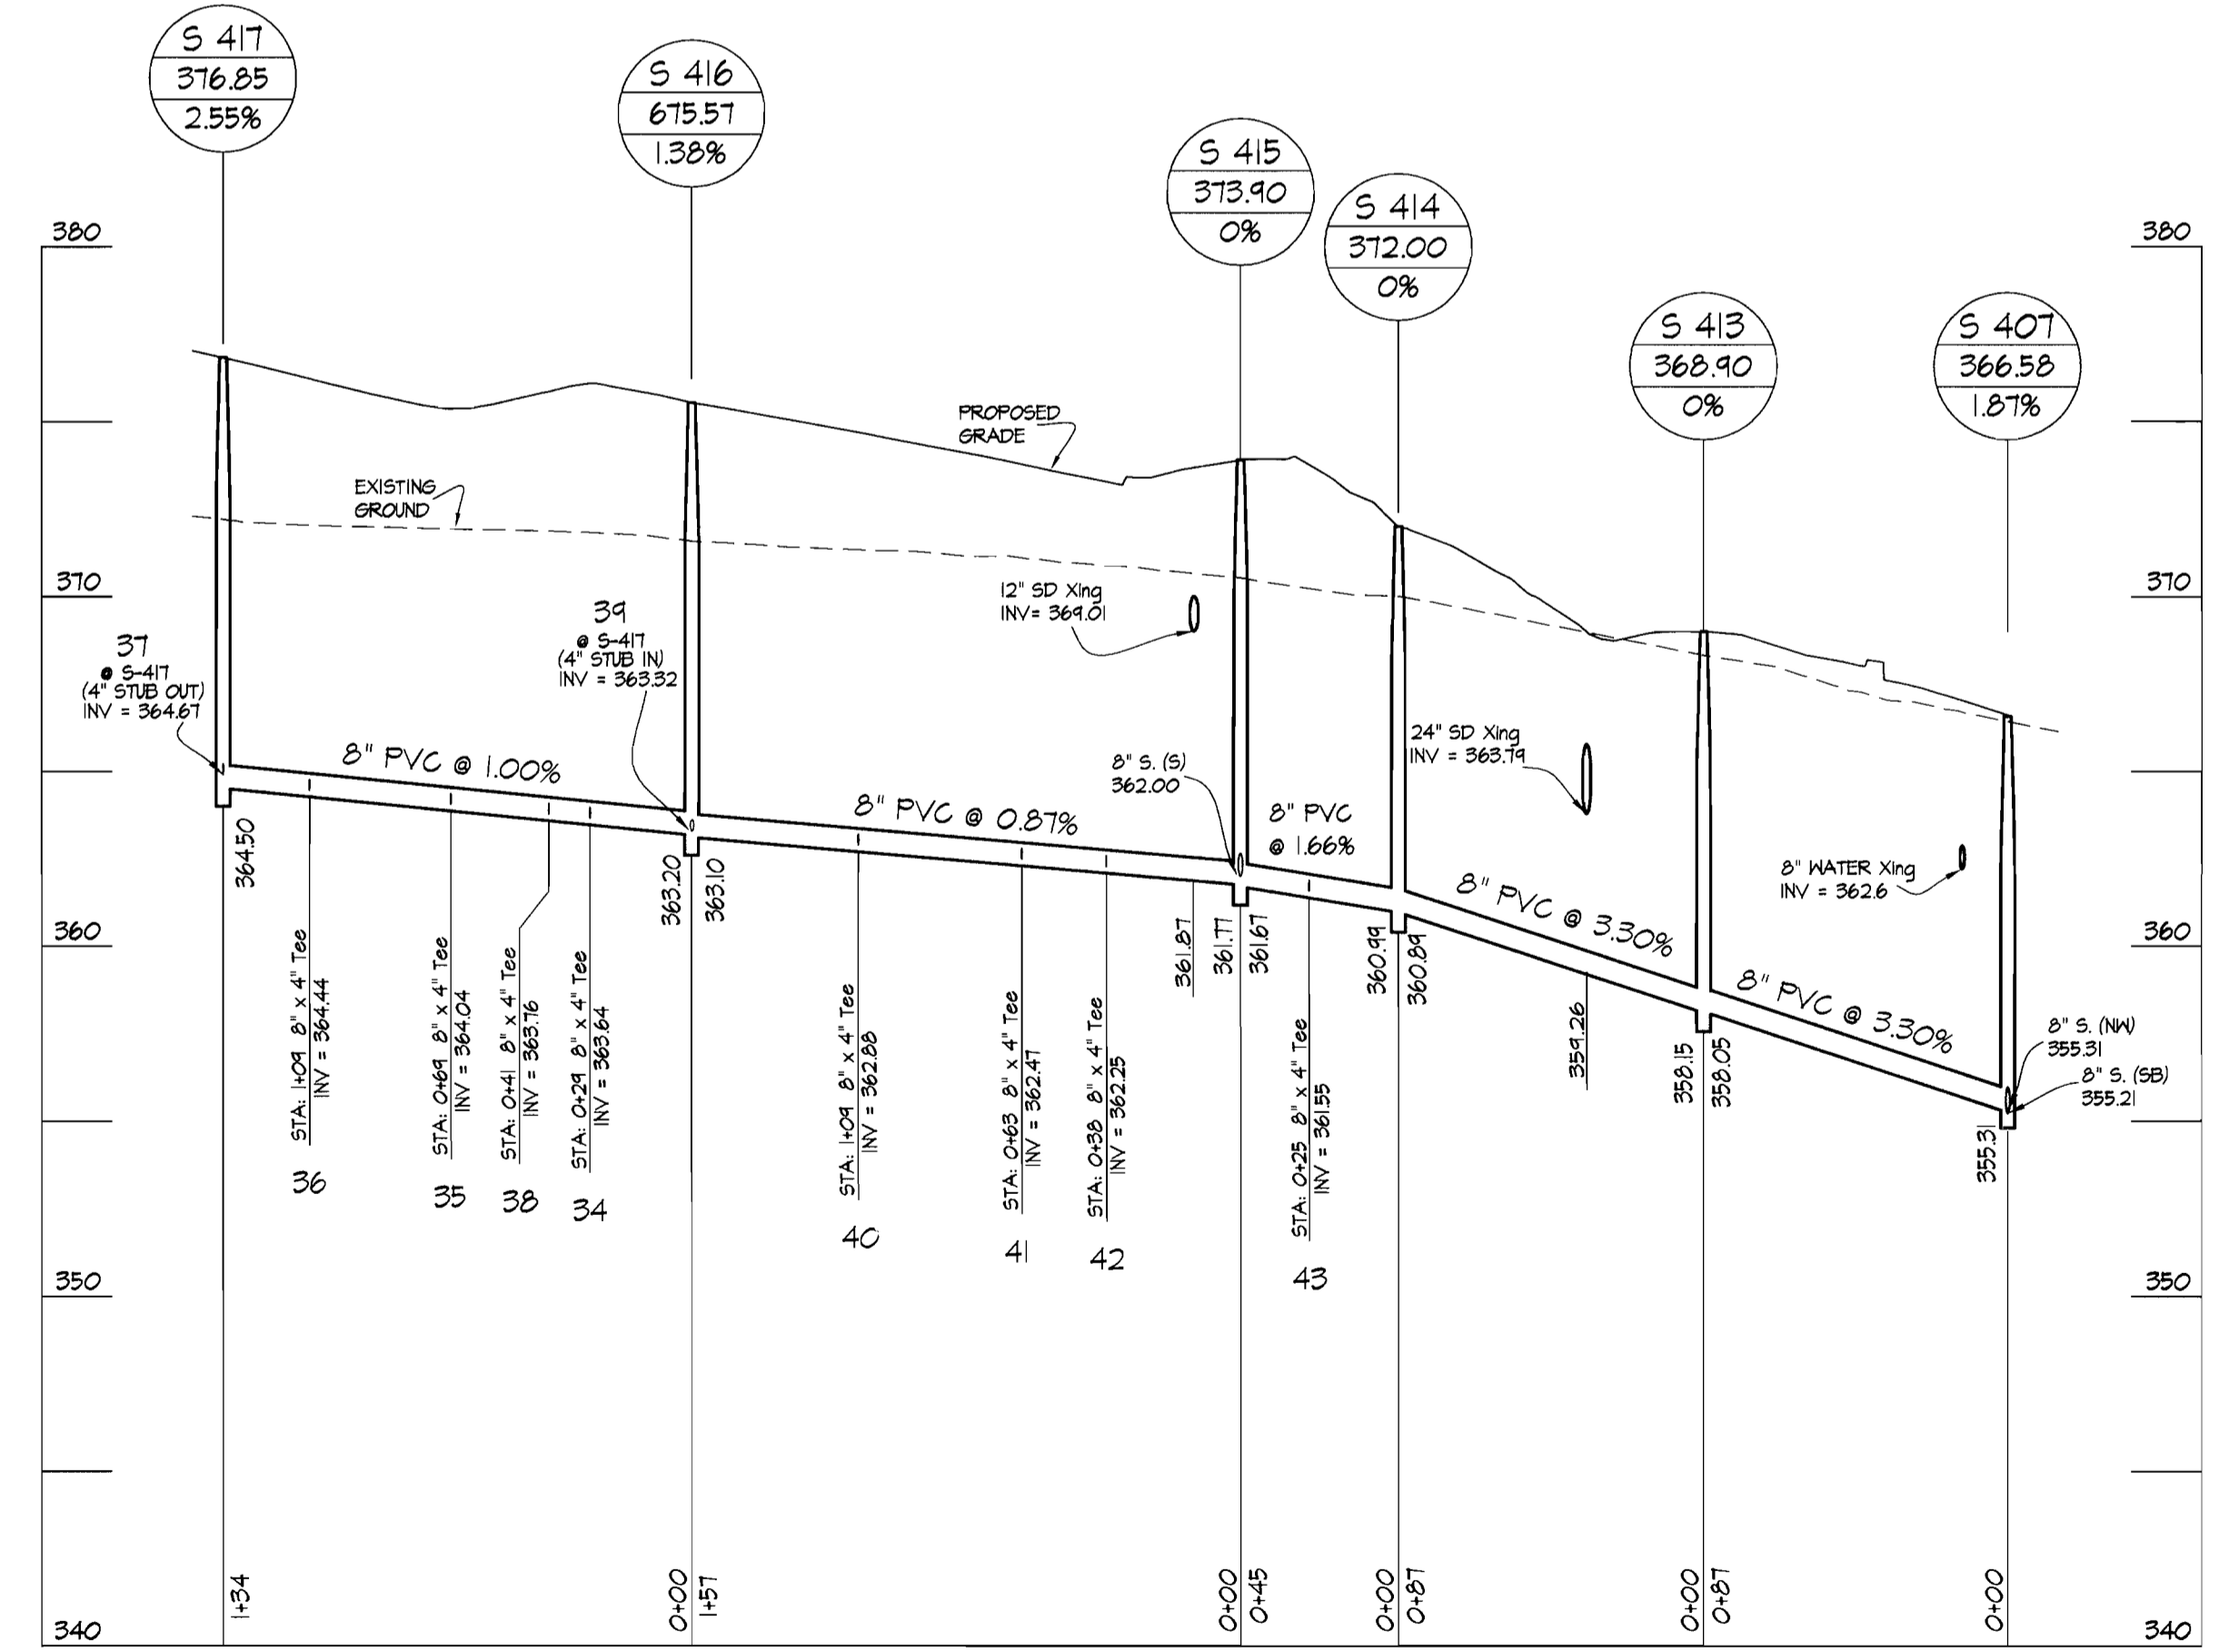 S 417
376.85
2.55%
S 416
675.57
1.38%
S 415
373.90
0%
S 414
372.00
0%
S 413
368.90
0%
S 407
366.58
1.87%
380
380
PROPOSED
GRADE
EXISTING
GROUND
370
370
12" SD Xing
INV= 369.01
39
@ S-417
(4" STUB IN)
INV = 363.32
37
@ S-417
(4" STUB OUT)
INV = 364.67
8" PVC @ 1.00%
8" PVC @ 0.87%
8" S. (S)
362.00
8" PVC
@ 1.66%
24" SD Xing
INV = 363.79
8" PVC @ 3.30%
8" WATER Xing
INV = 362.6
8" PVC @ 3.30%
8" S. (NW)
355.31
8" S. (SB)
355.21
360
360
364.50
363.20
363.10
361.87
361.77
361.67
360.99
360.89
359.26
358.15
358.05
355.31
STA: 1+09 8" x 4" Tee
INV = 364.44
36
STA: 0+69 8" x 4" Tee
INV = 364.04
35
STA: 0+41 8" x 4" Tee
INV = 363.76
38
STA: 0+29 8" x 4" Tee
INV = 363.64
34
STA: 1+09 8" x 4" Tee
INV = 362.88
40
STA: 0+63 8" x 4" Tee
INV = 362.47
41
STA: 0+38 8" x 4" Tee
INV = 362.25
42
STA: 0+25 8" x 4" Tee
INV = 361.55
43
350
350
1+34
0+00
1+57
0+00
0+45
0+00
0+87
0+00
0+87
0+00
340
340